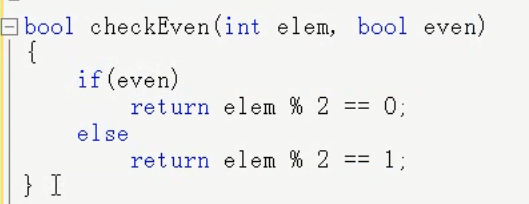 bool checkEven(int elem, bool even)
{
if(even)
return elem % 2 == 0;
else
return elem % 2 == 1;
}